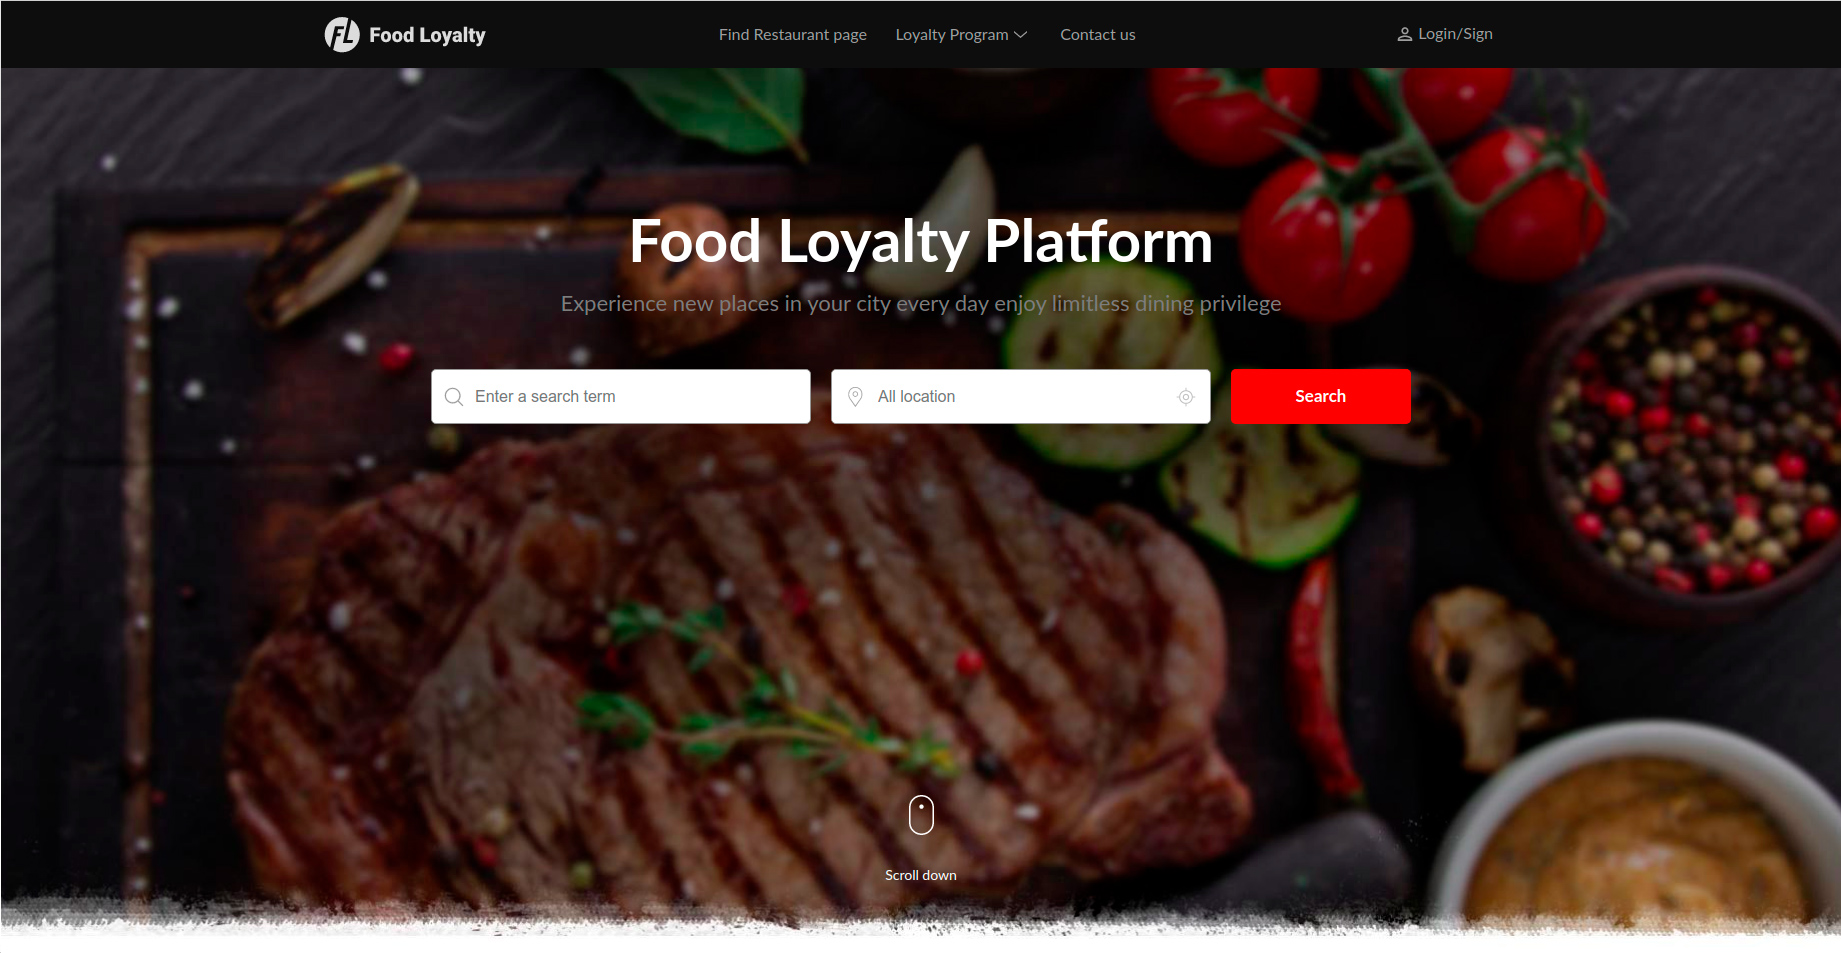 FL Food Loyalty
Find Restaurant page
Loyalty Program
Contact us
Login/Sign
Food Loyalty Platform
Experience new places in your city every day enjoy limitless dining privilege
Enter a search term
All location
Search
Scroll down